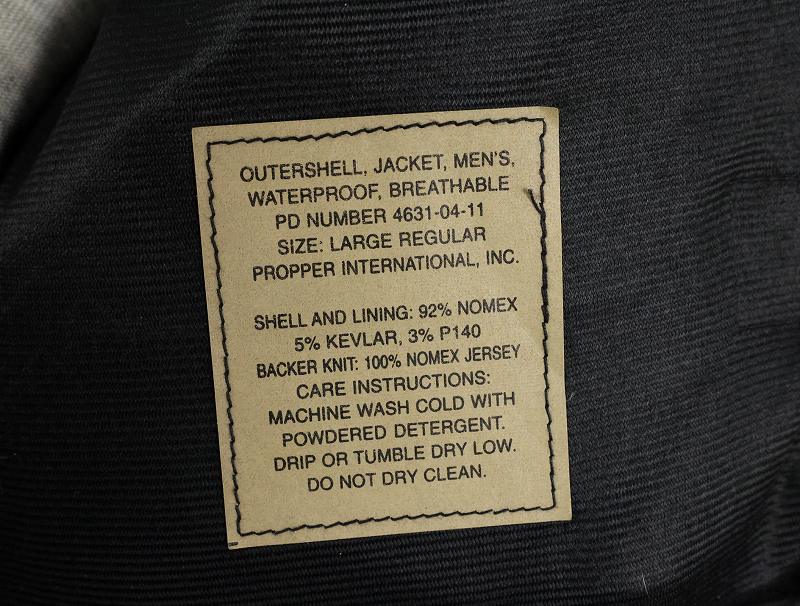 OUTERSHELL, JACKET, MEN'S,
WATERPROOF, BREATHABLE
PD NUMBER 4631-04-11
SIZE: LARGE REGULAR
PROPPER INTERNATIONAL, INC.
SHELL AND LINING: 92% NOMEX
5% KEVLAR, 3% P140
BACKER KNIT: 100% NOMEX JERSEY
CARE INSTRUCTIONS:
MACHINE WASH COLD WITH
POWDERED DETERGENT.
DRIP OR TUMBLE DRY LOW.
DO NOT DRY CLEAN.